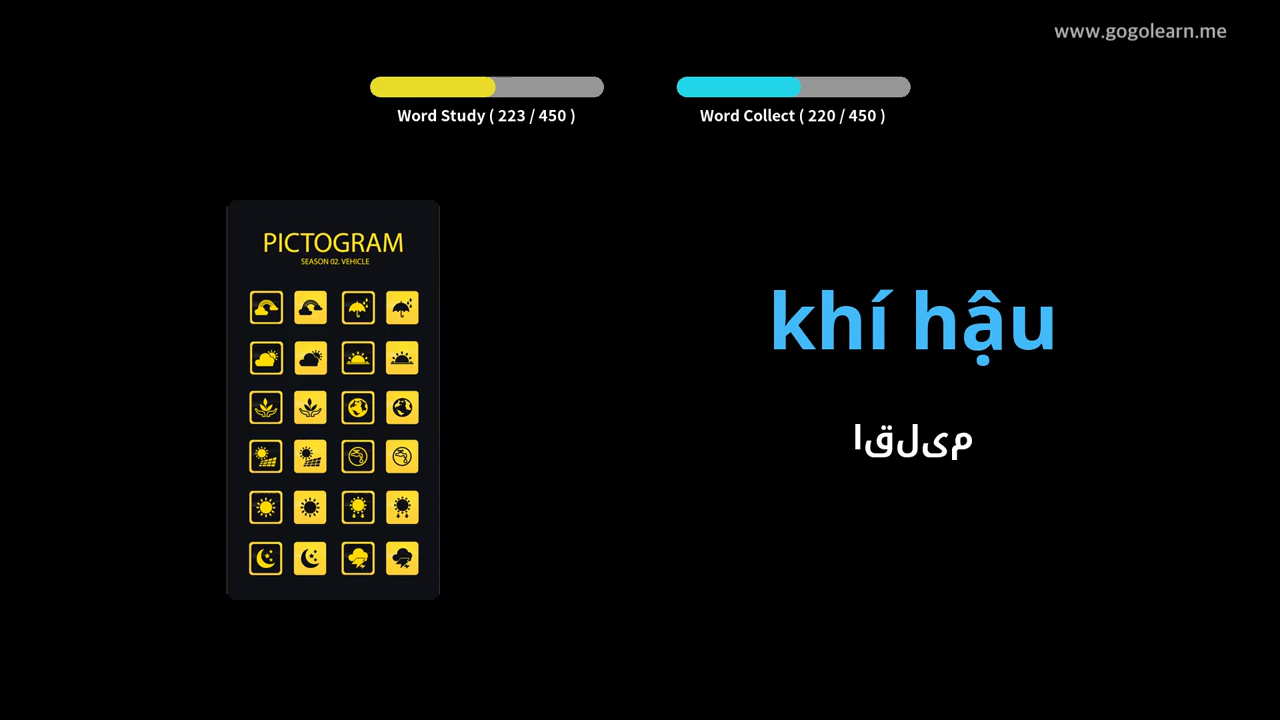 www.gogolearn.me
Word Study ( 223 / 450 )
Word Collect ( 220 / 450 )
PICTOGRAM
SEASON 02. VEHICLE
khí hậu
اقلیم